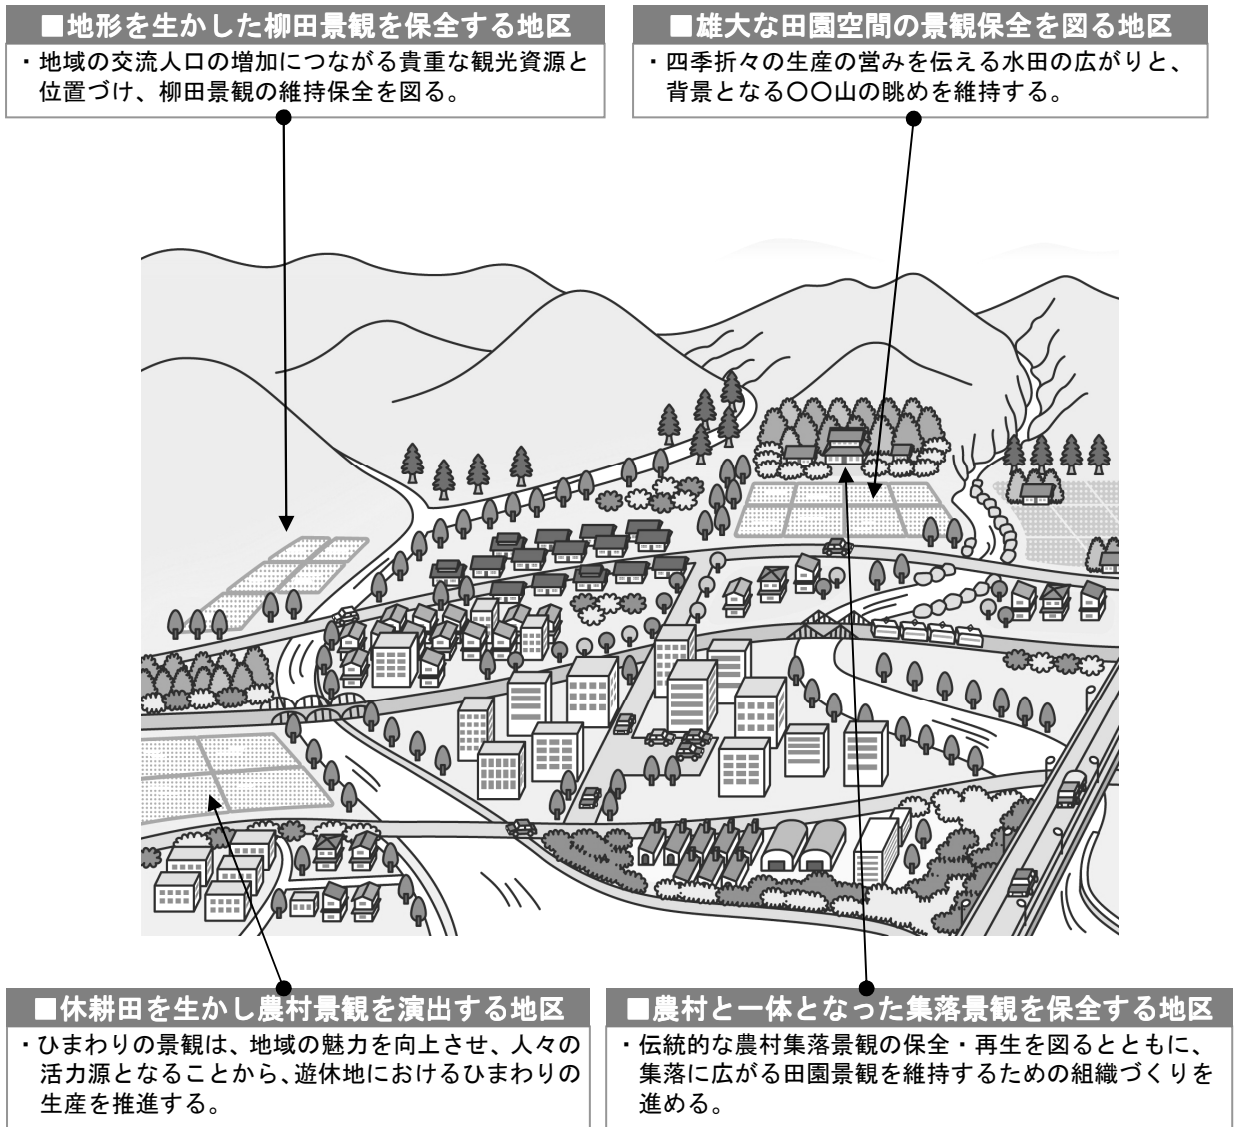 ■地形を生かした柳田景観を保全する地区
・地域の交流人口の増加につながる貴重な観光資源と
位置づけ、柳田景観の維持保全を図る。
■雄大な田園空間の景観保全を図る地区
・四季折々の生産の営みを伝える水田の広がりと、
背景となる〇〇山の眺めを維持する。
■休耕田を生かし農村景観を演出する地区
・ひまわりの景観は、地域の魅力を向上させ、人々の
活力源となることから、遊休地におけるひまわりの
生産を推進する。
■農村と一体となった集落景観を保全する地区
・伝統的な農村集落景観の保全・再生を図るとともに、
集落に広がる田園景観を維持するための組織づくりを
進める。